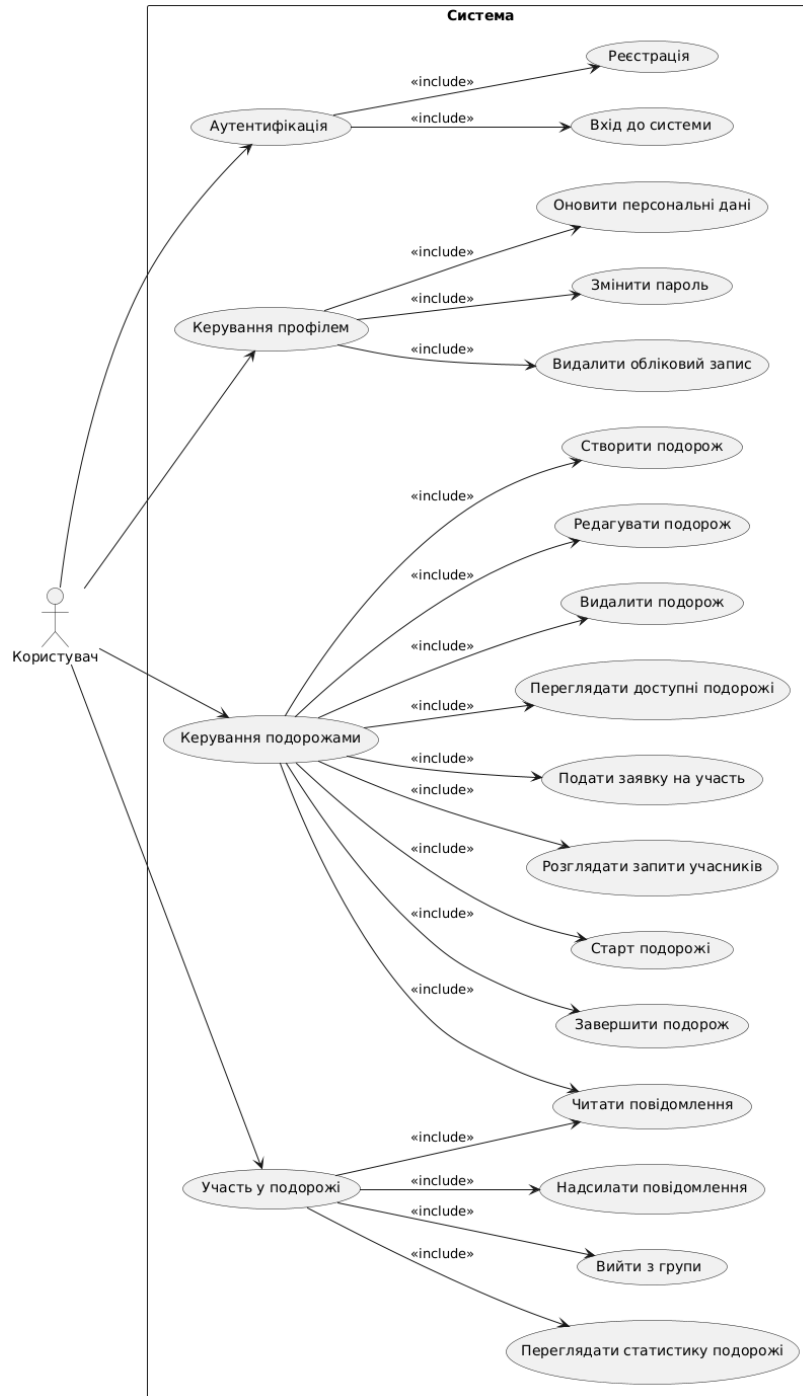 Система
Реєстрація
«include»
Аутентифікація
«include»
Вхід до системи
Оновити персональні дані
«include»
Змінити пароль
«include»
Керування профілем
«include»
Видалити обліковий запис
Створити подорож
«include»
Редагувати подорож
«include»
Видалити подорож
«include»
Користувач
Переглядати доступні подорожі
«include»
Керування подорожами
«include»
Подати заявку на участь
«include»
Розглядати запити учасників
«include»
Старт подорожі
«include»
Завершити подорож
«include»
Читати повідомлення
«include»
Участь у подорожі
«include»
Надсилати повідомлення
«include»
Вийти з групи
«include»
Переглядати статистику подорожі